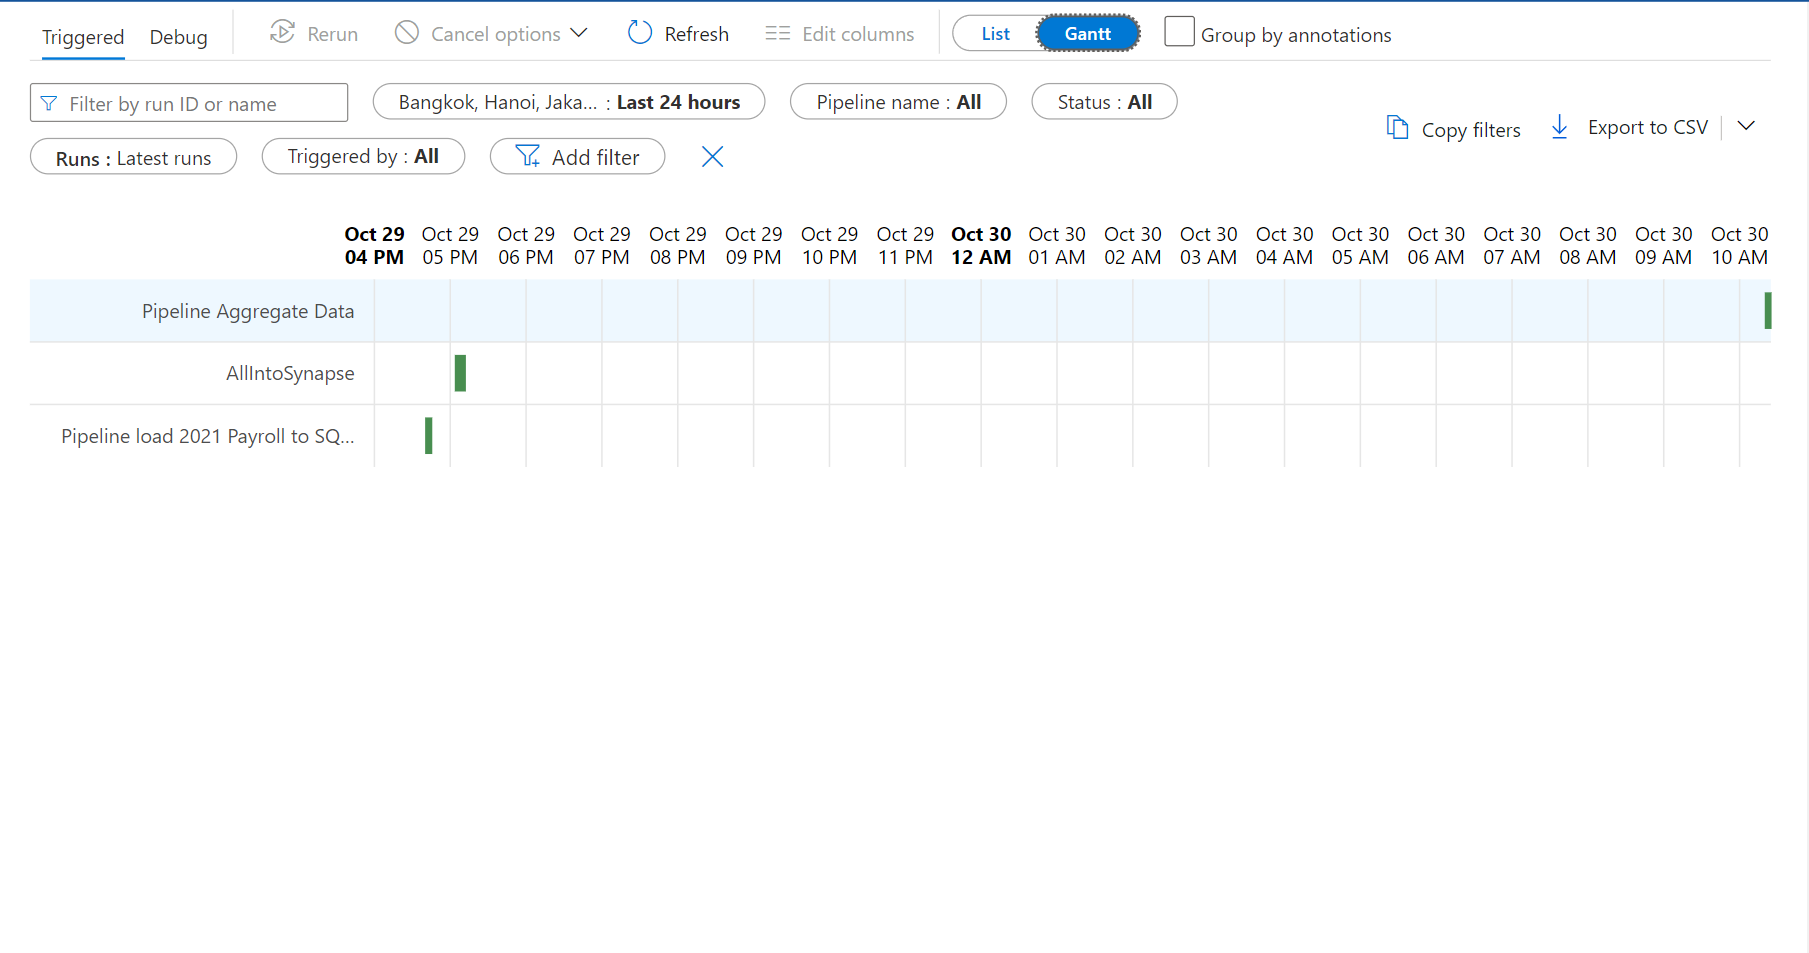 Triggered Debug Rerun Cancel options Refresh Edit columns List Gantt Group by annotations
Filter by run ID or name Bangkok, Hanoi, Jaka... : Last 24 hours Pipeline name : All Status : All
Copy filters Export to CSV
Runs : Latest runs Triggered by : All Add filter
Oct 29 Oct 29 Oct 29 Oct 29 Oct 29 Oct 29 Oct 29 Oct 29 Oct 30 Oct 30 Oct 30 Oct 30 Oct 30 Oct 30 Oct 30 Oct 30 Oct 30 Oct 30 Oct 30
04 PM 05 PM 06 PM 07 PM 08 PM 09 PM 10 PM 11 PM 12 AM 01 AM 02 AM 03 AM 04 AM 05 AM 06 AM 07 AM 08 AM 09 AM 10 AM
Pipeline Aggregate Data
AllIntoSynapse
Pipeline load 2021 Payroll to SQ...